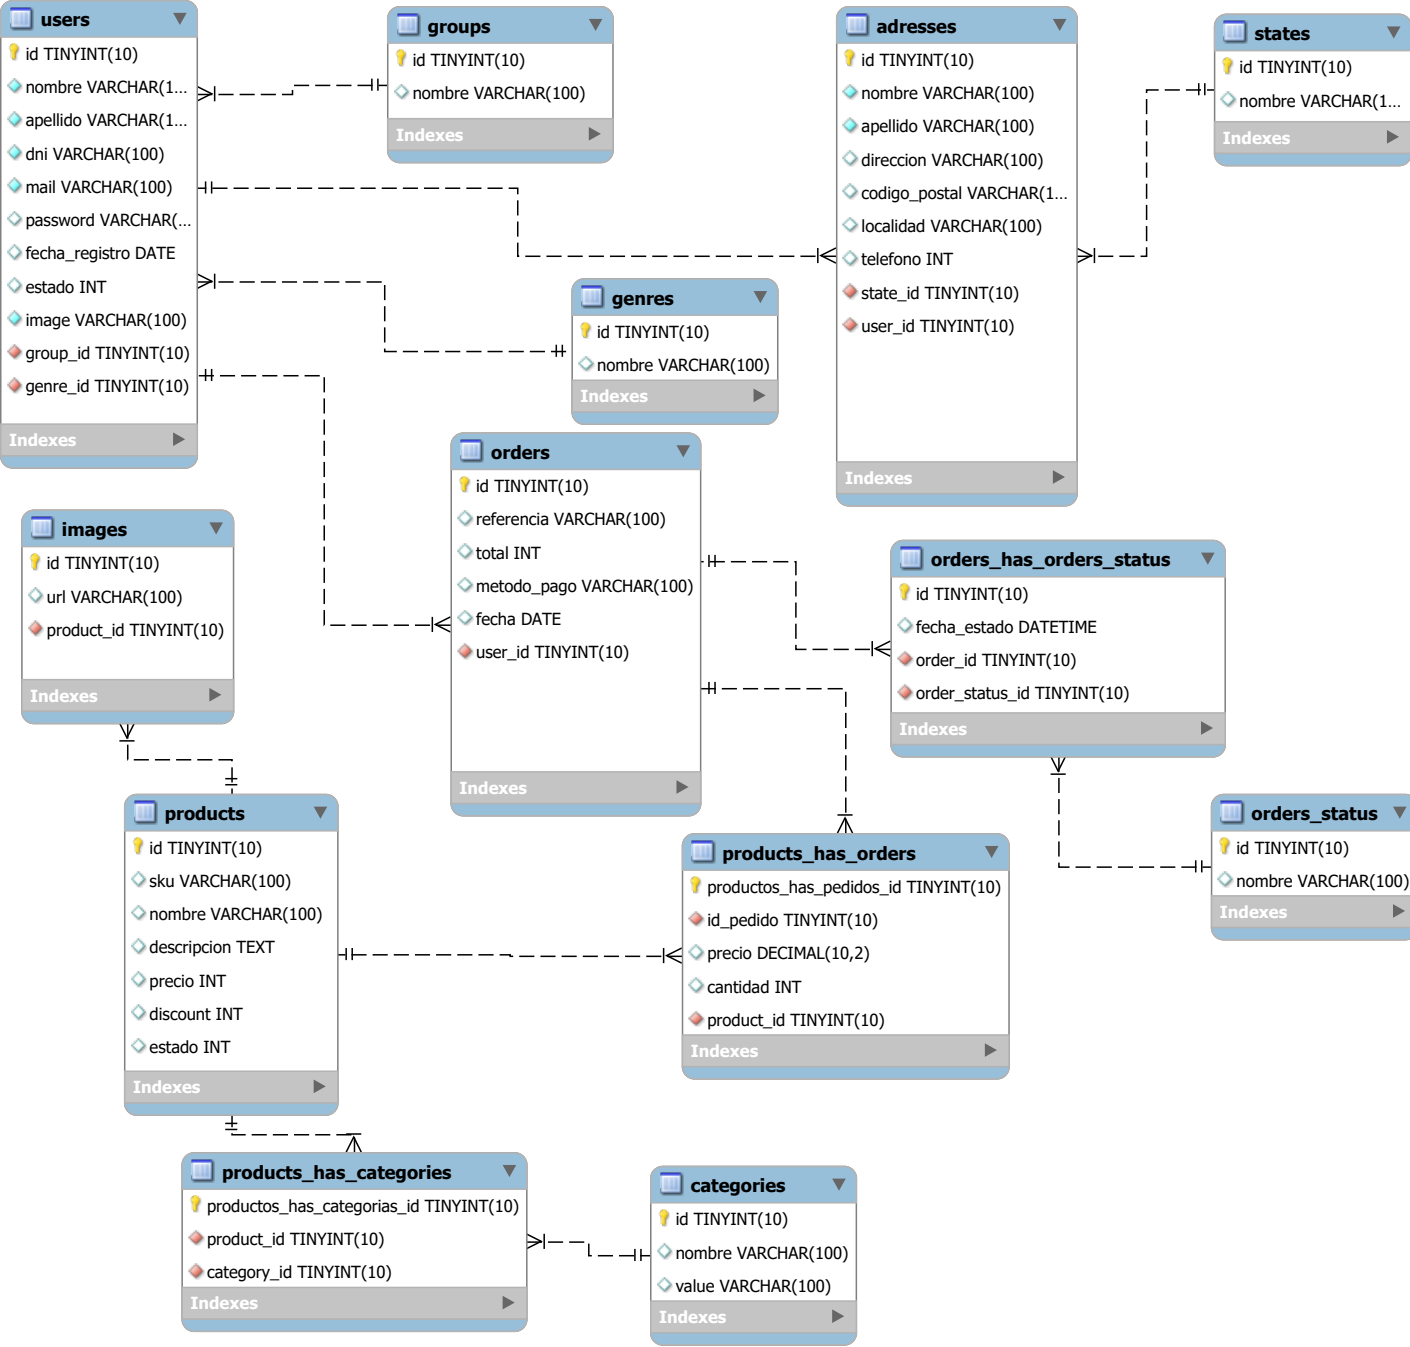 users
id TINYINT(10)
nombre VARCHAR(1...
apellido VARCHAR(1...
dni VARCHAR(100)
mail VARCHAR(100)
password VARCHAR(...
fecha_registro DATE
estado INT
image VARCHAR(100)
group_id TINYINT(10)
genre_id TINYINT(10)
Indexes
groups
id TINYINT(10)
nombre VARCHAR(100)
Indexes
adresses
id TINYINT(10)
nombre VARCHAR(100)
apellido VARCHAR(100)
direccion VARCHAR(100)
codigo_postal VARCHAR(1...
localidad VARCHAR(100)
telefono INT
state_id TINYINT(10)
user_id TINYINT(10)
Indexes
states
id TINYINT(10)
nombre VARCHAR(1...
Indexes
genres
id TINYINT(10)
nombre VARCHAR(100)
Indexes
orders
id TINYINT(10)
referencia VARCHAR(100)
total INT
metodo_pago VARCHAR(100)
fecha DATE
user_id TINYINT(10)
Indexes
images
id TINYINT(10)
url VARCHAR(100)
product_id TINYINT(10)
Indexes
orders_has_orders_status
id TINYINT(10)
fecha_estado DATETIME
order_id TINYINT(10)
order_status_id TINYINT(10)
Indexes
products
id TINYINT(10)
sku VARCHAR(100)
nombre VARCHAR(100)
descripcion TEXT
precio INT
discount INT
estado INT
Indexes
orders_status
id TINYINT(10)
nombre VARCHAR(100)
Indexes
products_has_orders
productos_has_pedidos_id TINYINT(10)
id_pedido TINYINT(10)
precio DECIMAL(10,2)
cantidad INT
product_id TINYINT(10)
Indexes
products_has_categories
productos_has_categorias_id TINYINT(10)
product_id TINYINT(10)
category_id TINYINT(10)
Indexes
categories
id TINYINT(10)
nombre VARCHAR(100)
value VARCHAR(100)
Indexes